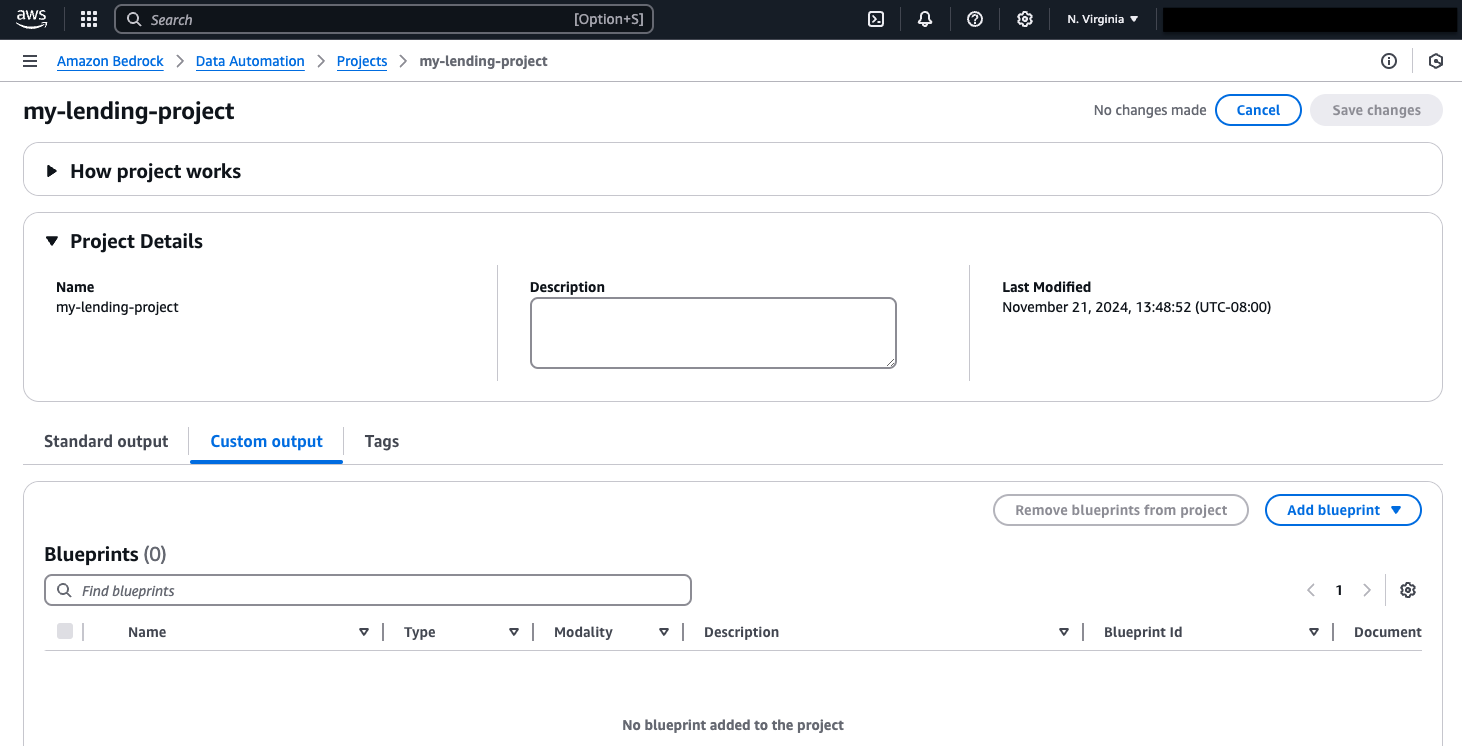 aws
Search [Option+S]
N. Virginia
Amazon Bedrock
Data Automation
Projects
my-lending-project
my-lending-project
No changes made
Cancel
Save changes
How project works
Project Details
Name
my-lending-project
Description
Last Modified
November 21, 2024, 13:48:52 (UTC-08:00)
Standard output
Custom output
Tags
Remove blueprints from project
Add blueprint
Blueprints (0)
Find blueprints
1
Name
Type
Modality
Description
Blueprint Id
Document
No blueprint added to the project